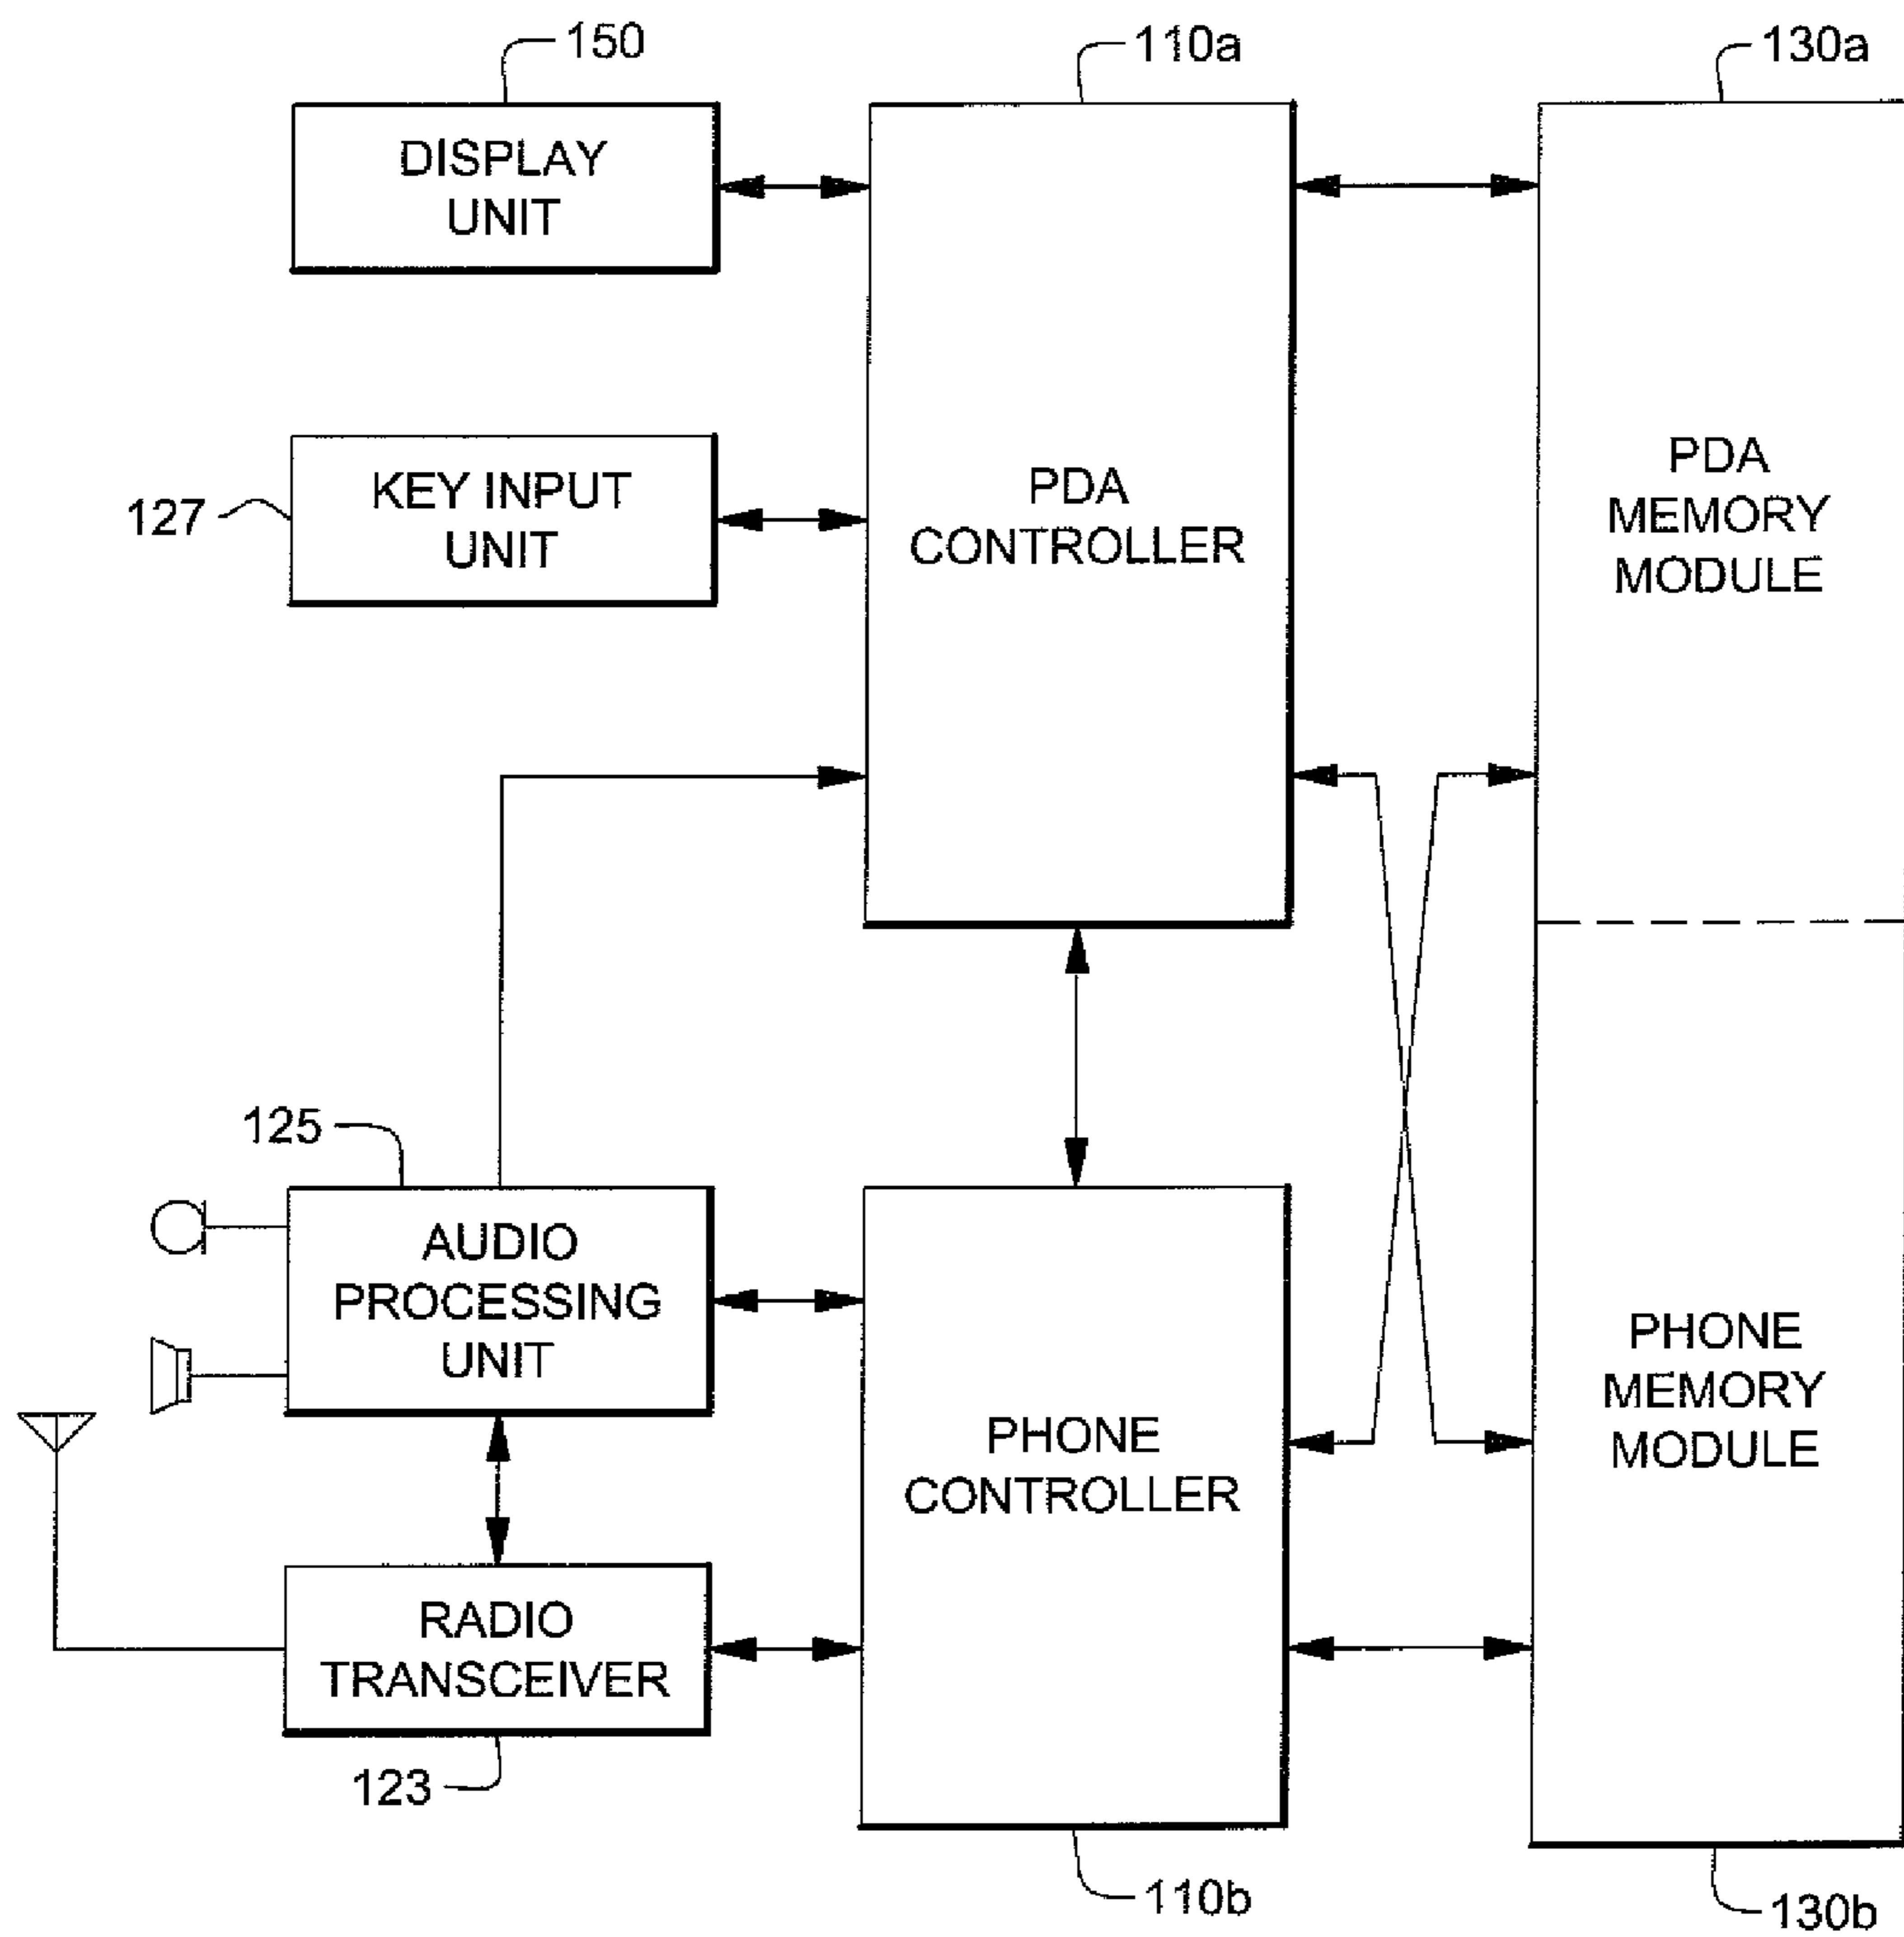 150
110a
130a
DISPLAY
UNIT
127
KEY INPUT
UNIT
PDA
CONTROLLER
PDA
MEMORY
MODULE
125
AUDIO
PROCESSING
UNIT
PHONE
CONTROLLER
PHONE
MEMORY
MODULE
RADIO
TRANSCEIVER
123
110b
130b